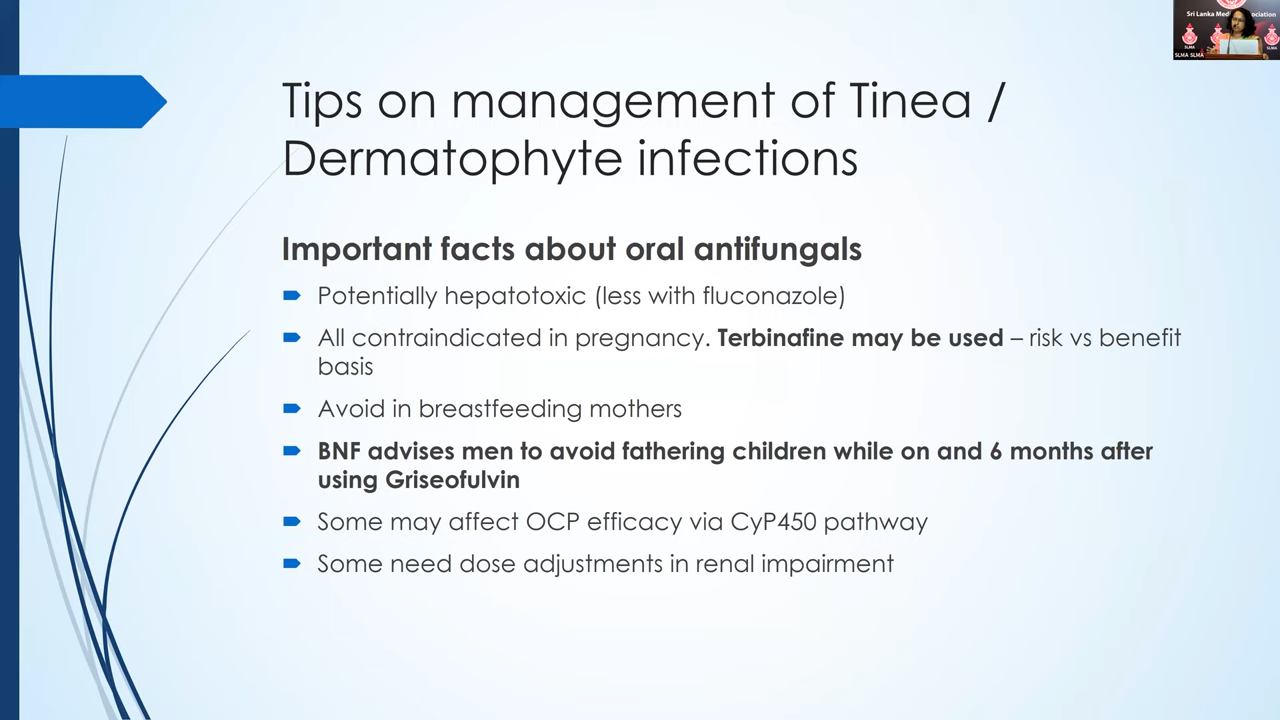 Sri Lanka Med ociation
SLMA
SLMA SLMA
SLMA
Tips on management of Tinea /
Dermatophyte infections
Important facts about oral antifungals
Potentially hepatotoxic (less with fluconazole)
All contraindicated in pregnancy. Terbinafine may be used – risk vs benefit
basis
Avoid in breastfeeding mothers
BNF advises men to avoid fathering children while on and 6 months after
using Griseofulvin
Some may affect OCP efficacy via CyP450 pathway
Some need dose adjustments in renal impairment